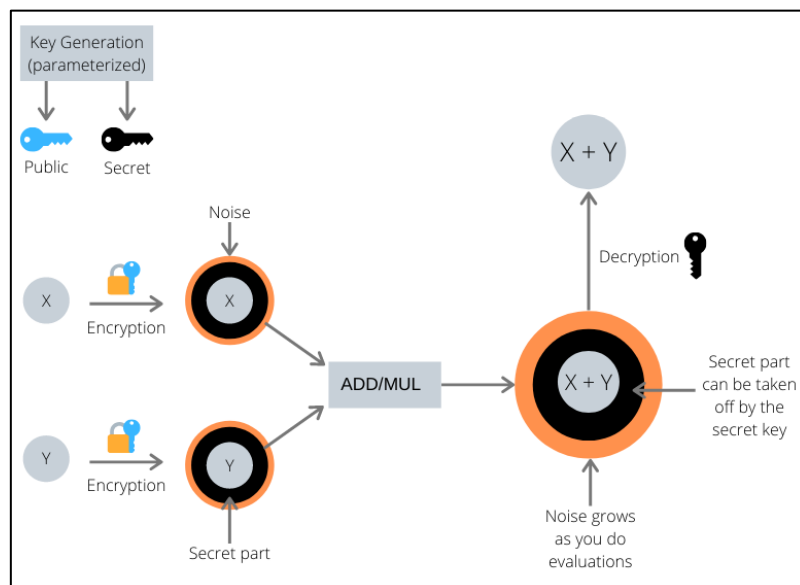 Key Generation
(parameterized)
Public
Secret
Noise
X
Encryption
X
X + Y
Decryption
ADD/MUL
X + Y
Secret part
can be taken
off by the
secret key
Y
Encryption
Y
Secret part
Noise grows
as you do
evaluations